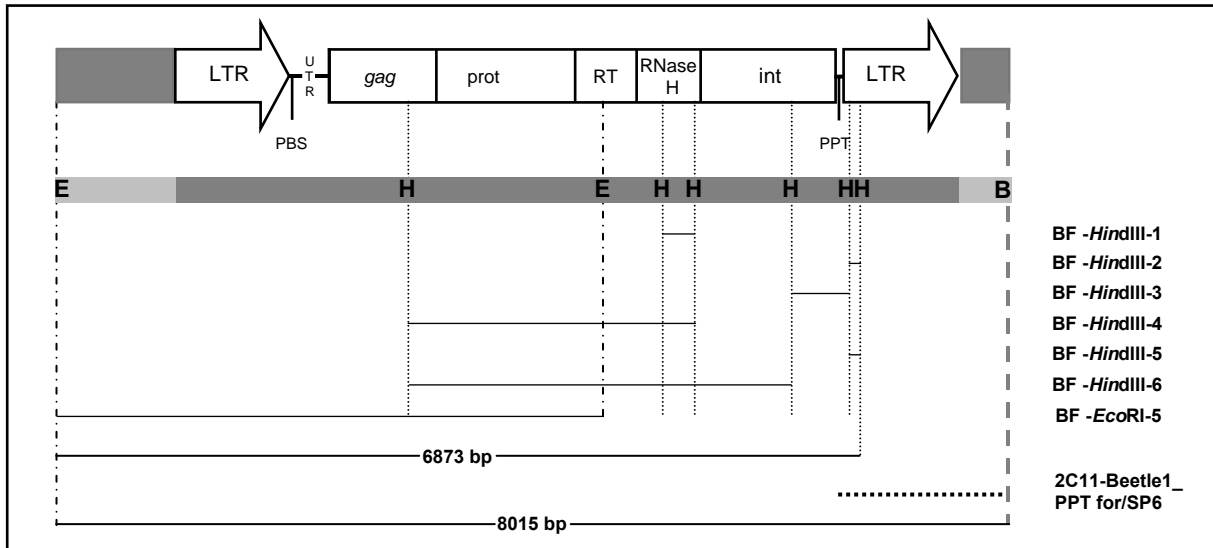 LTR
UTR
gag
prot
RT
RNase
H
int
LTR
PBS
PPT
E H E H H H HH B
BF -HindIII-1
BF -HindIII-2
BF -HindIII-3
BF -HindIII-4
BF -HindIII-5
BF -HindIII-6
BF -EcoRI-5
6873 bp
2C11-Beetle1_
PPT for/SP6
8015 bp